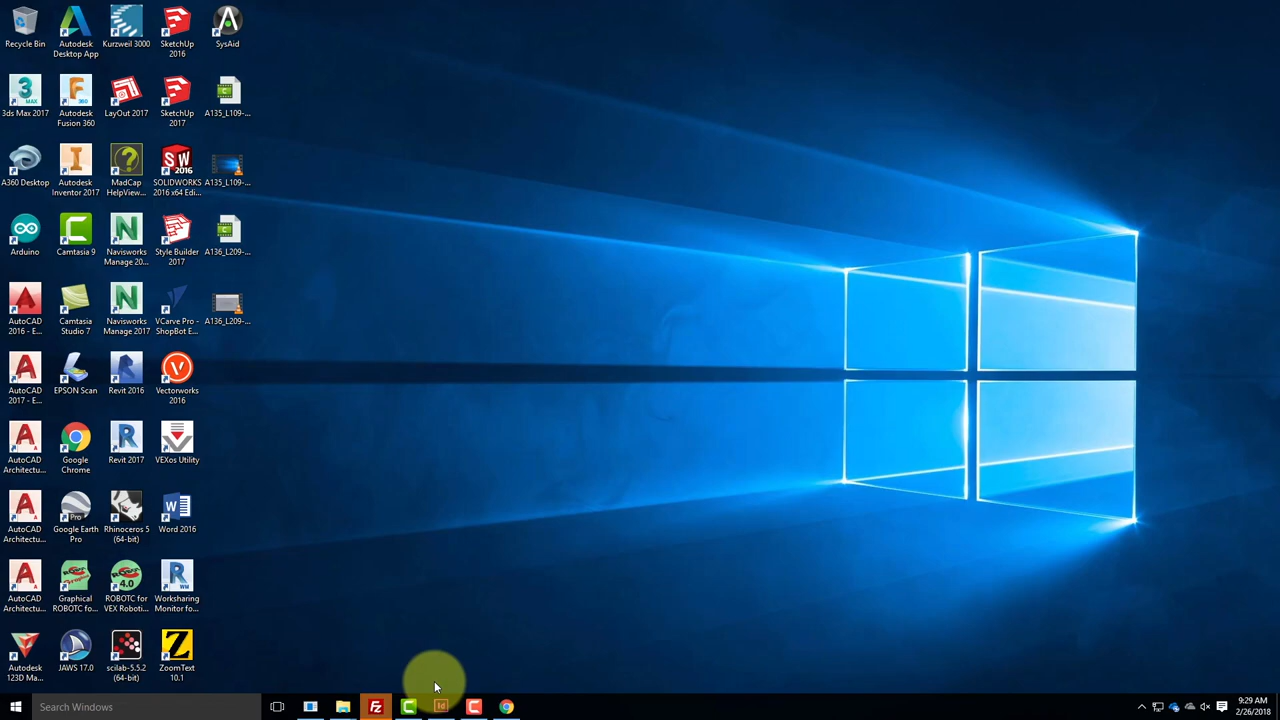 Recycle Bin
Autodesk
Desktop App
Kurzweil 3000
SketchUp
2016
SysAid
3ds Max 2017
Autodesk
Fusion 360
LayOut 2017
SketchUp
2017
A135_L109-...
A360 Desktop
Autodesk
Inventor 2017
MadCap
HelpView...
SOLIDWORKS
2016 x64 Edi...
A135_L109-...
Arduino
Camtasia 9
Navisworks
Manage 20...
Style Builder
2017
A136_L209-...
AutoCAD
2016 - E...
Camtasia
Studio 7
Navisworks
Manage 2017
VCarve Pro -
ShopBot E...
A136_L209-...
AutoCAD
2017 - E...
EPSON Scan
Revit 2016
Vectorworks
2016
AutoCAD
Architectu...
Google
Chrome
Revit 2017
VEXos Utility
AutoCAD
Architectu...
Google Earth
Pro
Rhinoceros 5
(64-bit)
Word 2016
AutoCAD
Architectu...
Graphical
ROBOTC fo...
ROBOTC for
VEX Roboti...
Worksharing
Monitor fo...
Autodesk
123D Ma...
JAWS 17.0
scilab-5.5.2
(64-bit)
ZoomText
10.1
Search Windows
9:29 AM
2/26/2018